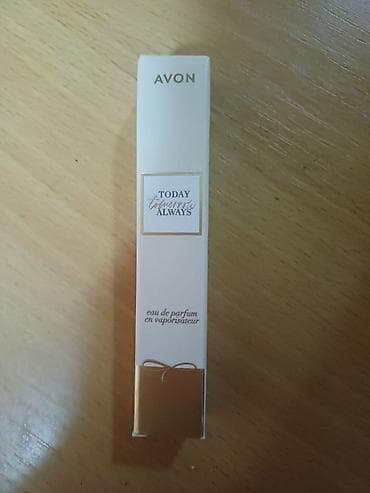 AVON
TODAY
tomorrow
ALWAYS
eau de parfum
en vaporisateur